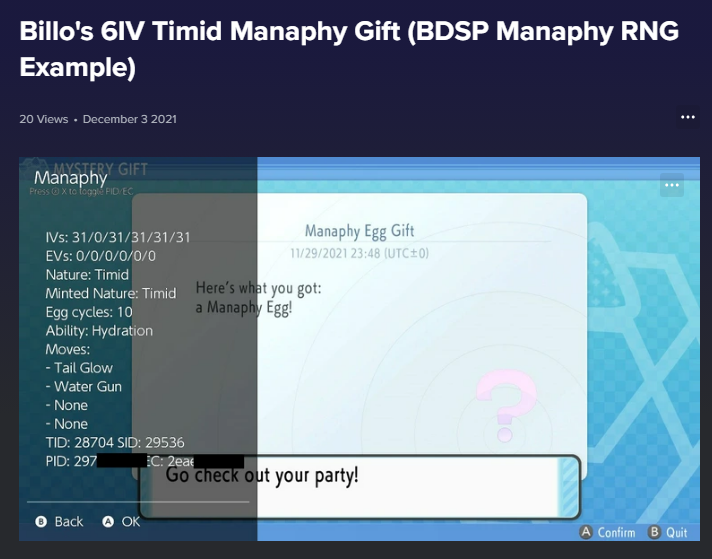 Billo's 6IV Timid Manaphy Gift (BDSP Manaphy RNG
Example)
20 Views • December 3 2021
MYSTERY GIFT
Manaphy
Press X to toggle PID/EC
Manaphy Egg Gift
11/29/2021 23:48 (UTC±0)
IVs: 31/0/31/31/31/31
EVs: 0/0/0/0/0/0
Nature: Timid
Minted Nature: Timid
Egg cycles: 10
Ability: Hydration
Moves:
- Tail Glow
- Water Gun
- None
- None
TID: 28704 SID: 29536
PID: 297 EC: 2eae
Here's what you got:
a Manaphy Egg!
?
Go check out your party!
B Back A OK
A Confirm B Quit